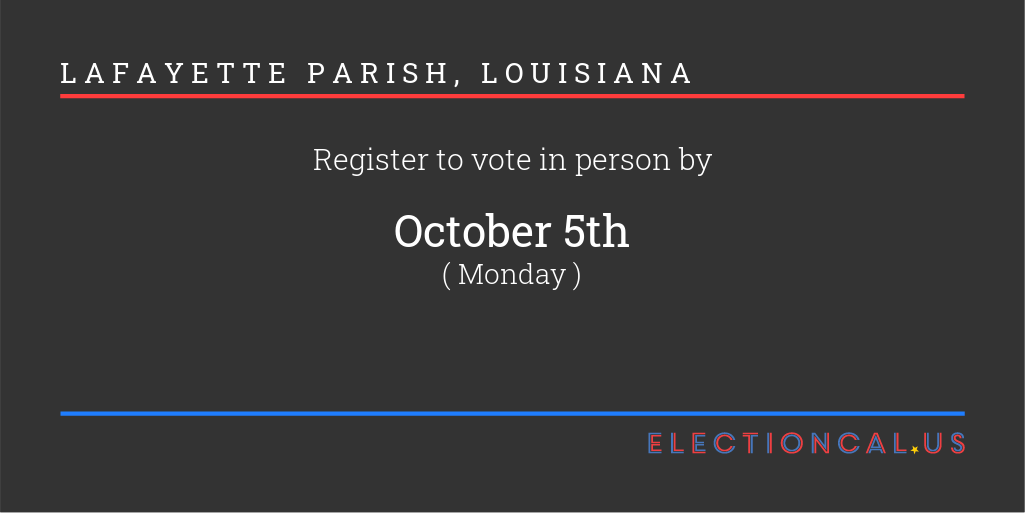 LAFAYETTE PARISH, LOUISIANA
Register to vote in person by
October 5th
( Monday )
ELECTIONCAL.US